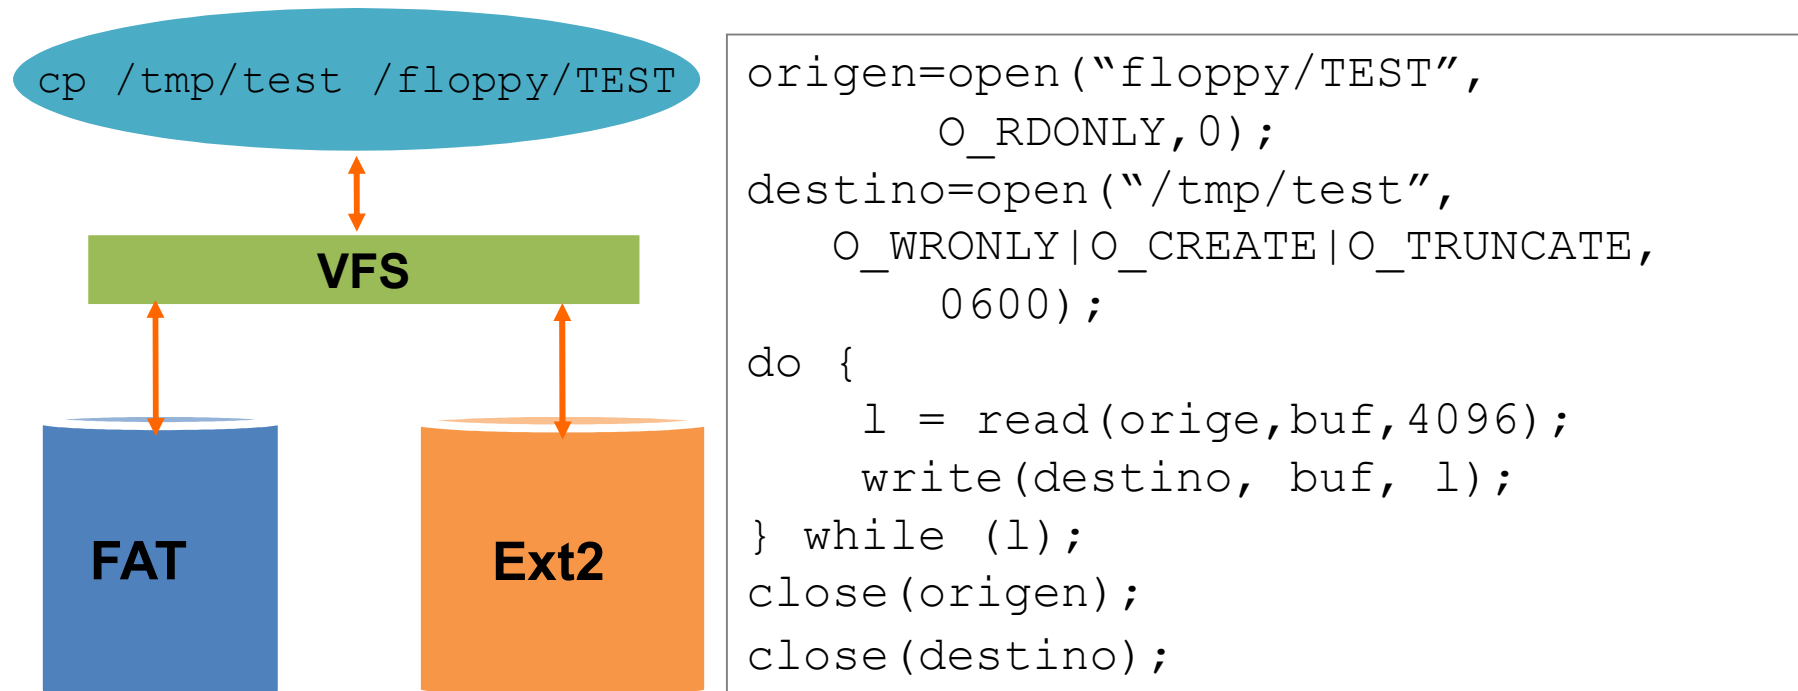 cp /tmp/test /floppy/TEST
VFS
FAT
Ext2
origen=open(“floppy/TEST”,
O_RDONLY,0);
destino=open(“/tmp/test”,
O_WRONLY|O_CREATE|O_TRUNCATE,
0600);
do {
l = read(orige,buf,4096);
write(destino, buf, l);
} while (l);
close(origen);
close(destino);